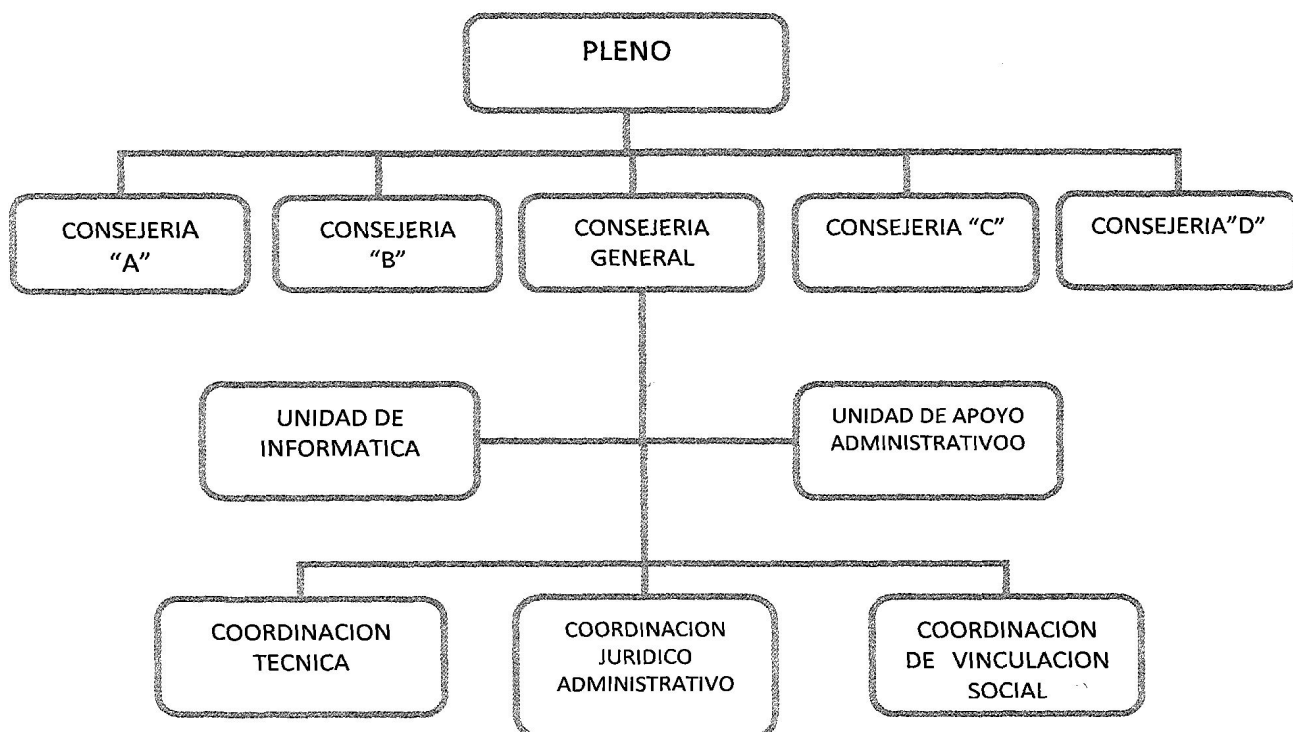 PLENO
CONSEJERIA
"A"
CONSEJERIA
"B"
CONSEJERIA
GENERAL
CONSEJERIA "C"
CONSEJERIA"D"
UNIDAD DE
INFORMATICA
UNIDAD DE APOYO
ADMINISTRATIVOO
COORDINACION
TECNICA
COORDINACION
JURIDICO
ADMINISTRATIVO
COORDINACION
DE VINCULACION
SOCIAL